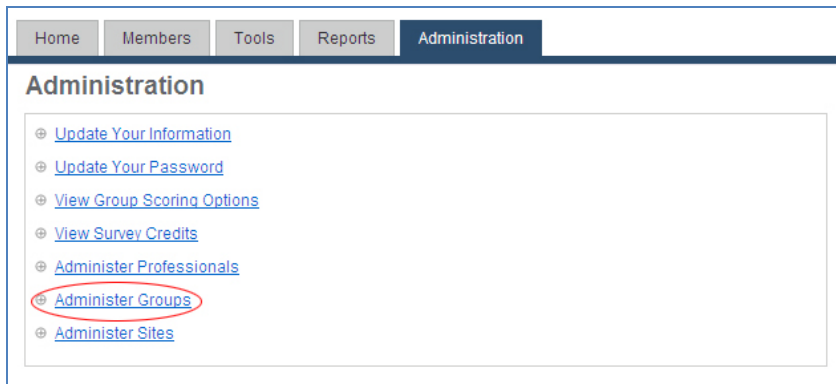 Home Members Tools Reports Administration
Administration
Update Your Information
Update Your Password
View Group Scoring Options
View Survey Credits
Administer Professionals
Administer Groups
Administer Sites